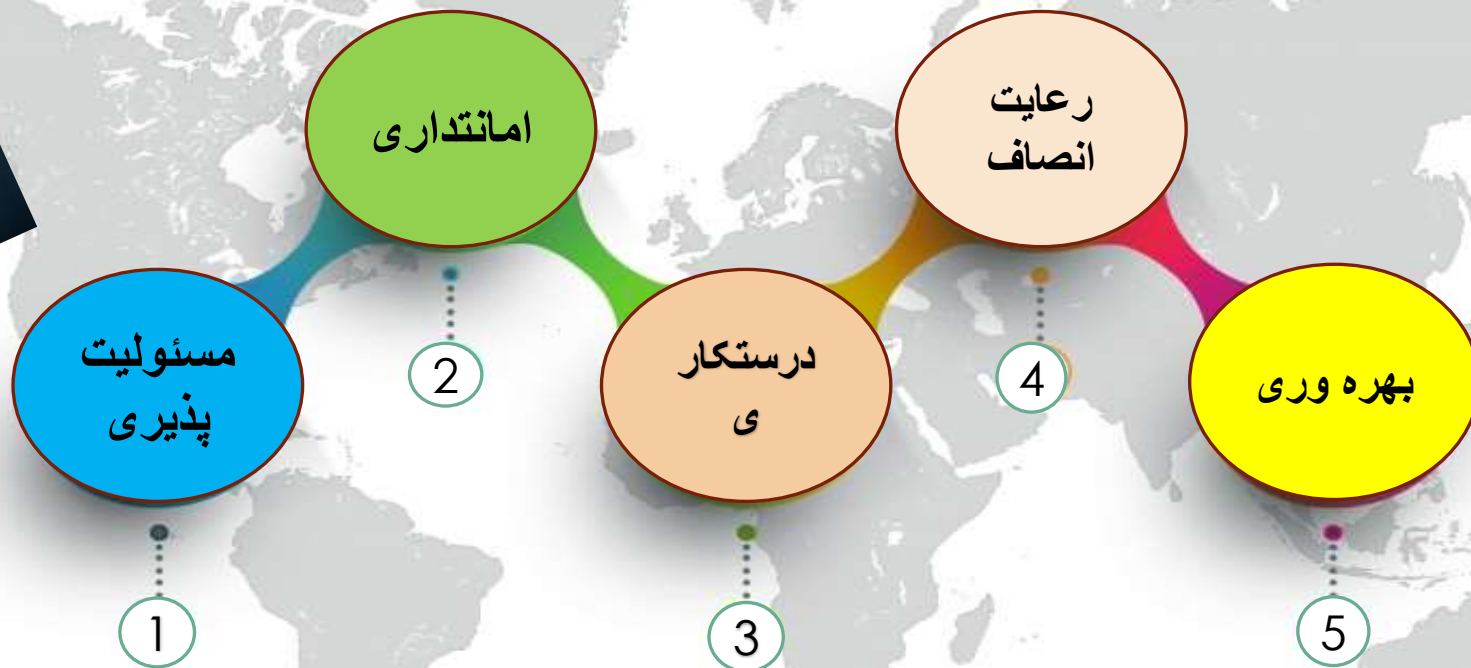 مسئولیت
پذیری
1
امانتداری
2
درستکار
ی
3
رعایت
انصاف
4
بهره وری
5